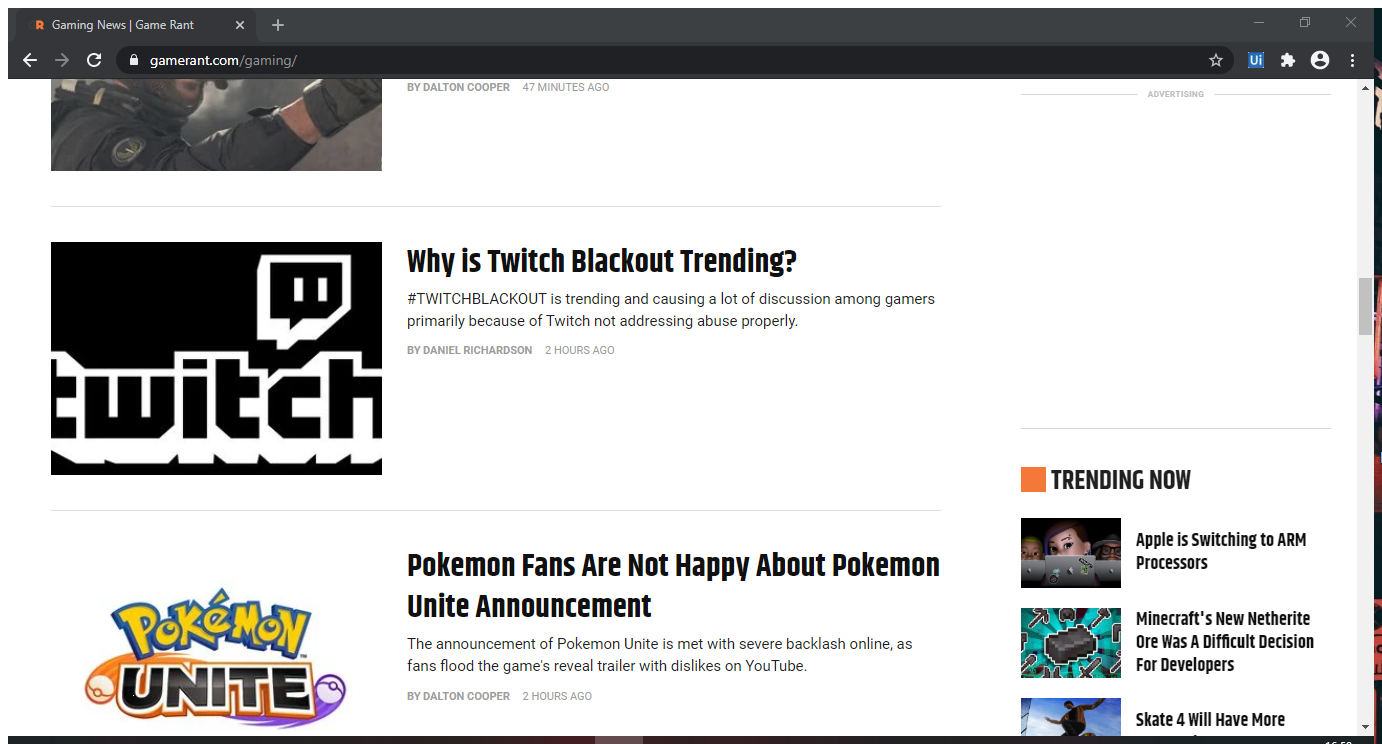 Gaming News | Game Rant
gamerant.com/gaming/
Ui
BY DALTON COOPER 47 MINUTES AGO
ADVERTISING
twitch
Why is Twitch Blackout Trending?
#TWITCHBLACKOUT is trending and causing a lot of discussion among gamers
primarily because of Twitch not addressing abuse properly.
BY DANIEL RICHARDSON 2 HOURS AGO
POKéMON
UNITE
Pokemon Fans Are Not Happy About Pokemon
Unite Announcement
The announcement of Pokemon Unite is met with severe backlash online, as
fans flood the game's reveal trailer with dislikes on YouTube.
BY DALTON COOPER 2 HOURS AGO
TRENDING NOW
Apple is Switching to ARM
Processors
Minecraft's New Netherite
Ore Was A Difficult Decision
For Developers
Skate 4 Will Have More